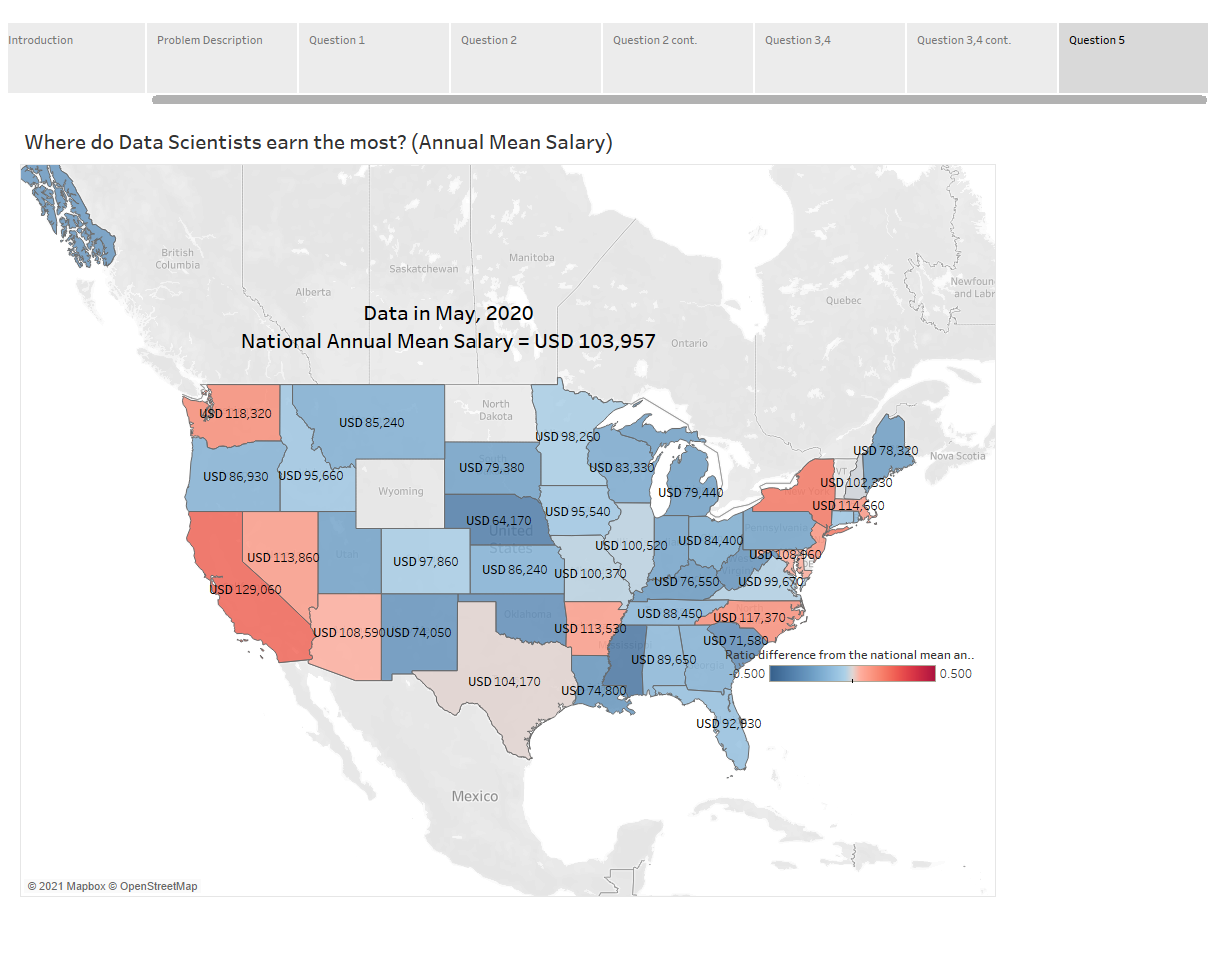 Introduction
Problem Description
Question 1
Question 2
Question 2 cont.
Question 3,4
Question 3,4 cont.
Question 5
Where do Data Scientists earn the most? (Annual Mean Salary)
British
Columbia
Alberta
Saskatchewan
Manitoba
Ontario
Quebec
Newfoun
and Labr
Nova Scotia
Data in May, 2020
National Annual Mean Salary = USD 103,957
North
Dakota
USD 118,320
USD 85,240
USD 98,260
USD 78,320
USD 86,930
USD 95,660
South
USD 79,380
USD 83,330
VT
USD 102,330
Wyoming
USD 79,440
New York
USD 114,660
USD 64,170
USD 95,540
United
States
Pennsylvania
USD 113,860
Utah
USD 97,860
USD 100,520
USD 84,400
USD 108,960
DE
USD 129,060
USD 86,240
USD 100,370
USD 76,550
USD 99,670
USD 108,590
USD 74,050
Oklahoma
USD 113,530
USD 88,450
USD 117,370
Mississippi
USD 71,580
USD 104,170
USD 74,800
USD 89,650
Georgia
USD 92,930
Ratio difference from the national mean an..
-0.500
0.500
Mexico
© 2021 Mapbox © OpenStreetMap